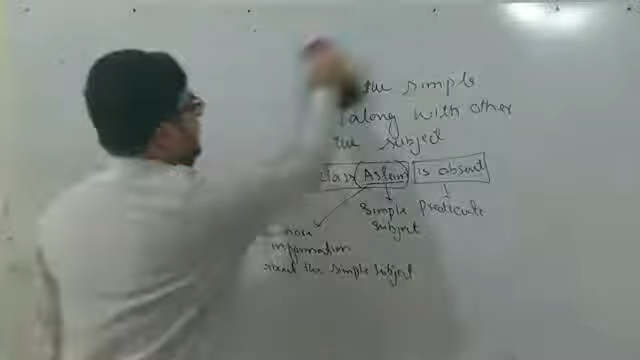 the simple
along with other
the subject
class Aslam is absent
Simple Predicate
Subject
more
information
about the simple subject